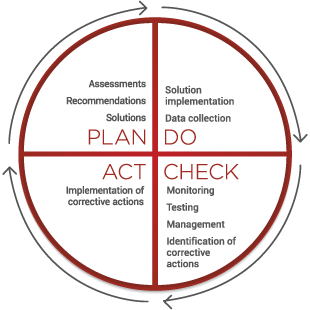 Assessments
Recommendations
Solutions
PLAN
Solution
implementation
Data collection
DO
ACT
Implementation of
corrective actions
CHECK
Monitoring
Testing
Management
Identification of
corrective
actions